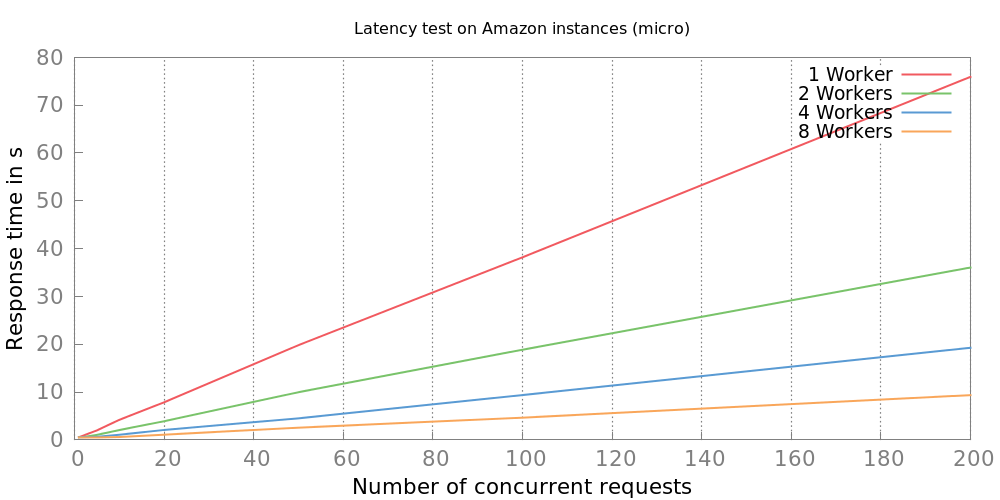 Latency test on Amazon instances (micro)
80
70
60
50
40
30
20
10
0
Response time in s
1 Worker
2 Workers
4 Workers
8 Workers
0 20 40 60 80 100 120 140 160 180 200
Number of concurrent requests